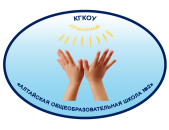 КГКОУ
«АЛТАЙСКАЯ ОБЩЕОБРАЗОВАТЕЛЬНАЯ ШКОЛА №2»